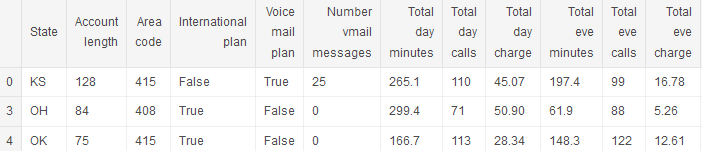 State Account length Area code International plan Voice mail plan Number vmail messages Total day minutes Total day calls Total day charge Total eve minutes Total eve calls Total eve charge
0 KS 128 415 False True 25 265.1 110 45.07 197.4 99 16.78
3 OH 84 408 True False 0 299.4 71 50.90 61.9 88 5.26
4 OK 75 415 True False 0 166.7 113 28.34 148.3 122 12.61